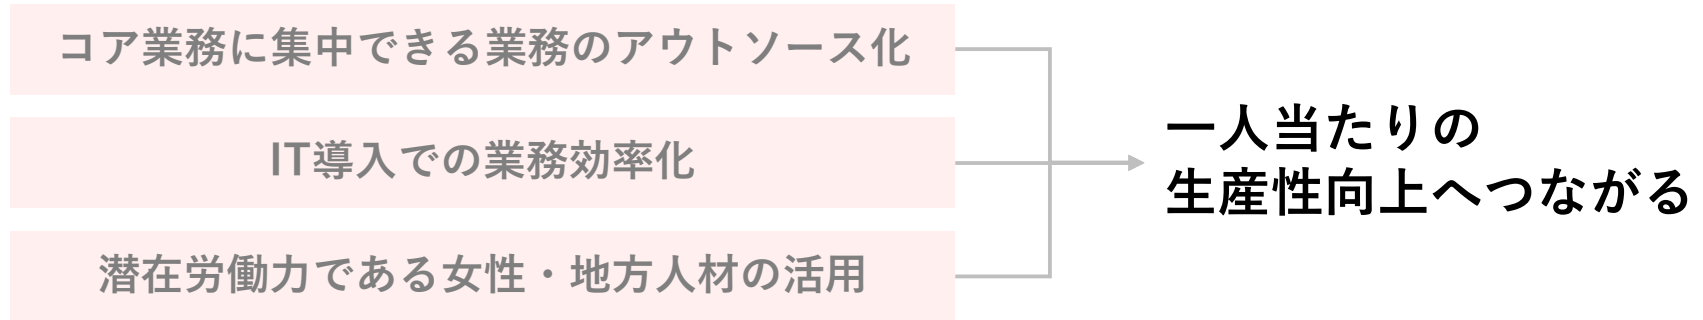 コア業務に集中できる業務のアウトソース化
IT導入での業務効率化
潜在労働力である女性・地方人材の活用
一人当たりの
生産性向上へつながる